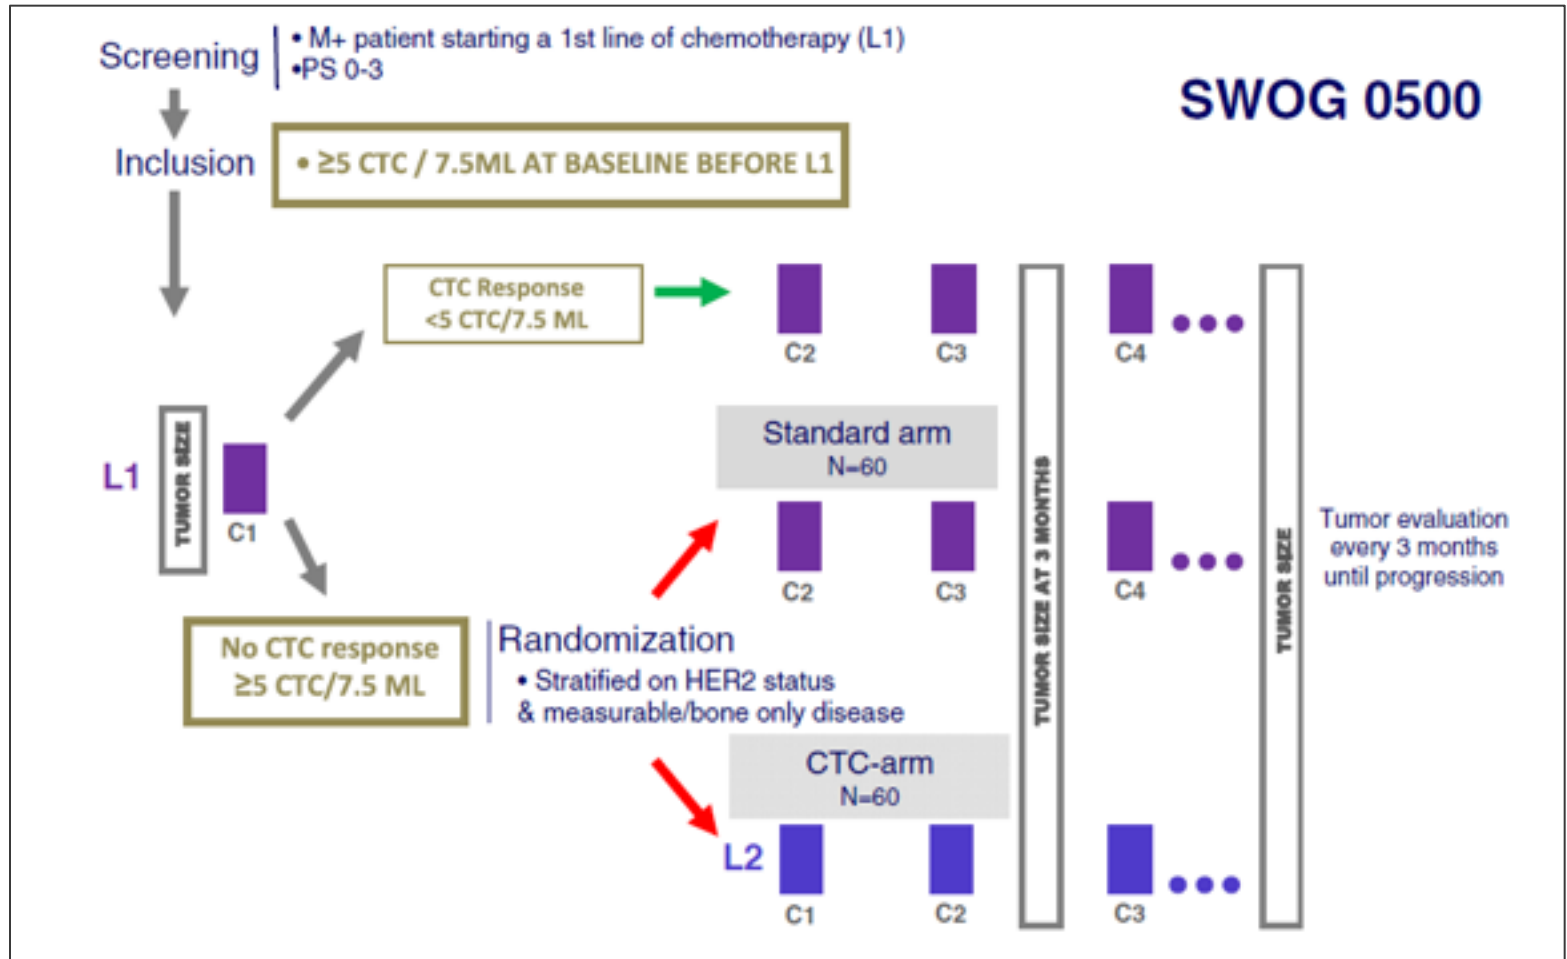 Screening
• M+ patient starting a 1st line of chemotherapy (L1)
•PS 0-3
SWOG 0500
Inclusion
• ≥5 CTC / 7.5ML AT BASELINE BEFORE L1
CTC Response
<5 CTC/7.5 ML
C2
C3
C4
L1
TUMOR SIZE
C1
Standard arm
N=60
C2
C3
C4
TUMOR SIZE AT 3 MONTHS
TUMOR SIZE
Tumor evaluation
every 3 months
until progression
No CTC response
≥5 CTC/7.5 ML
Randomization
• Stratified on HER2 status
& measurable/bone only disease
CTC-arm
N=60
L2
C1
C2
C3